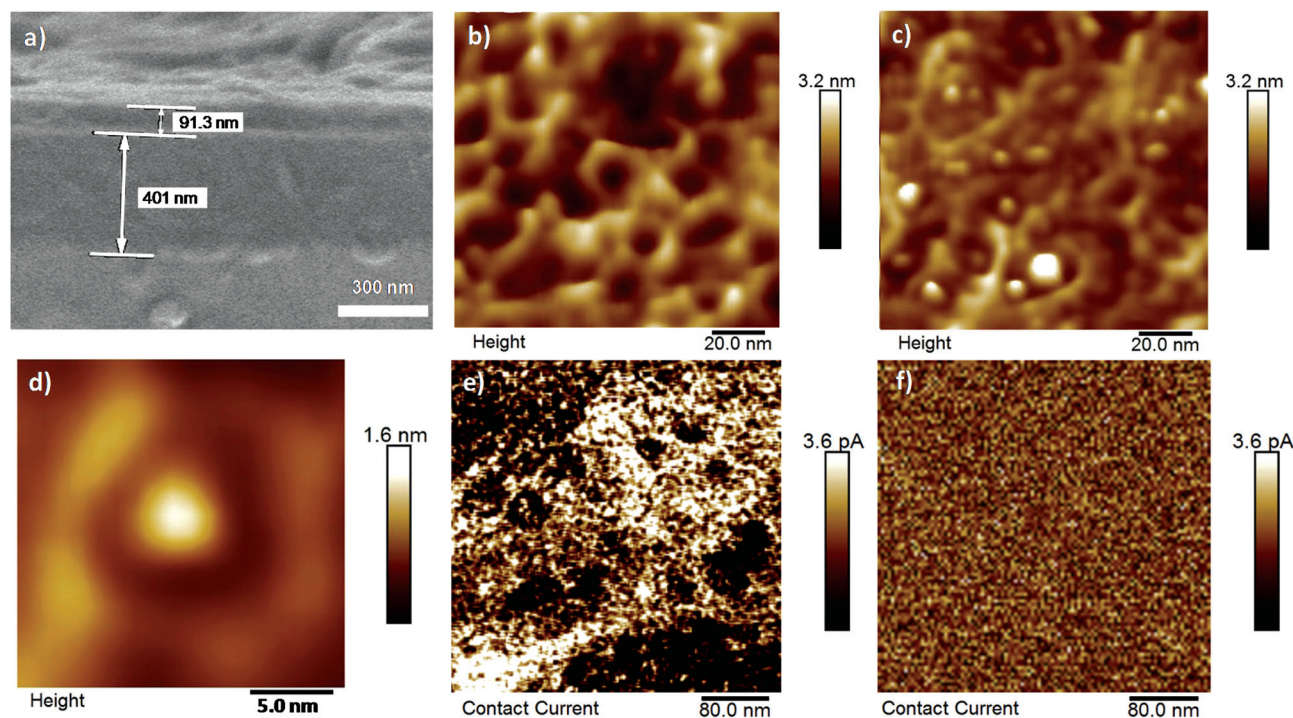 a)
91.3 nm
401 nm
300 nm
b)
3.2 nm
Height
20.0 nm
c)
3.2 nm
Height
20.0 nm
d)
1.6 nm
Height
5.0 nm
e)
3.6 pA
Contact Current
80.0 nm
f)
3.6 pA
Contact Current
80.0 nm